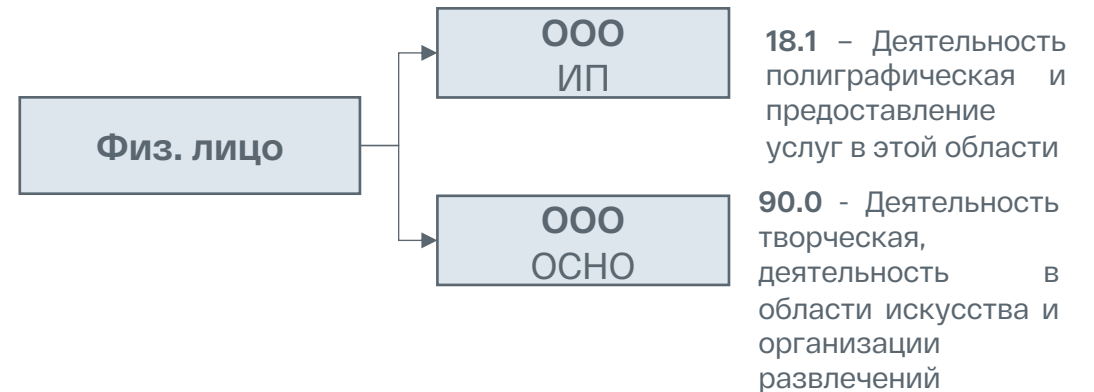 Физ. лицо
ООО
ИП
18.1 – Деятельность
полиграфическая и
предоставление
услуг в этой области
ООО
ОСНО
90.0 - Деятельность
творческая,
деятельность в
области искусства и
организации
развлечений